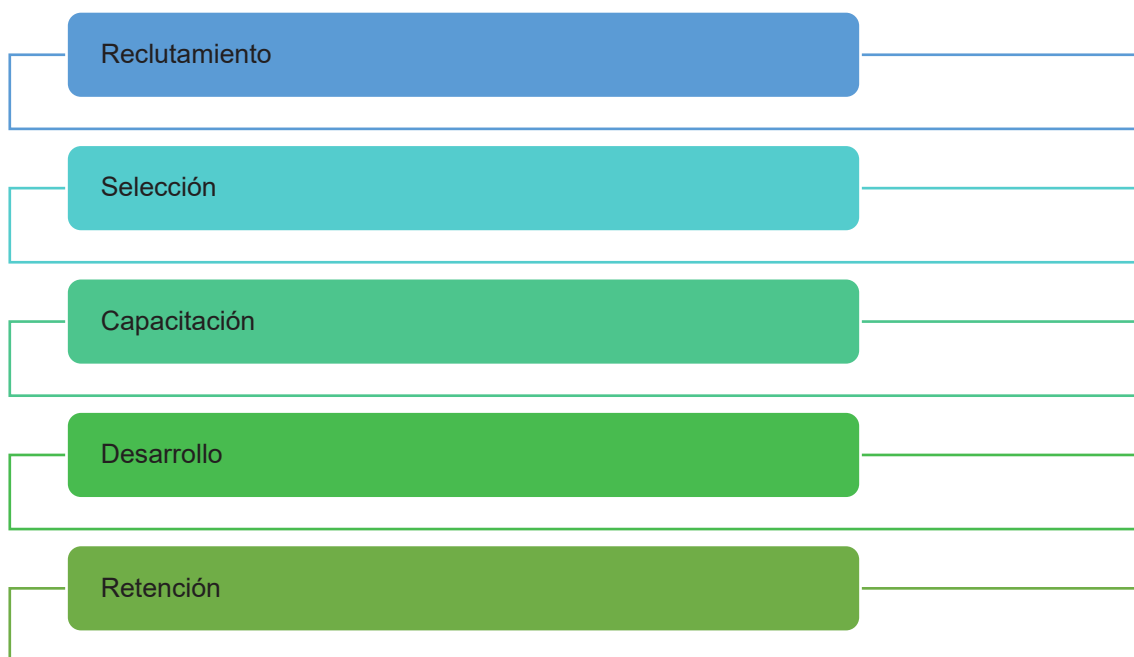 Reclutamiento
Selección
Capacitación
Desarrollo
Retención